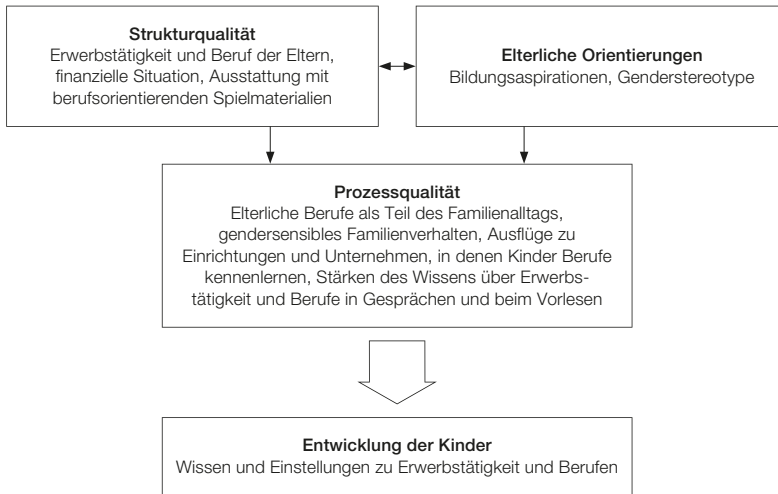 Strukturqualität
Erwerbstätigkeit und Beruf der Eltern,
finanzielle Situation, Ausstattung mit
berufsorientierenden Spielmaterialien
Elterliche Orientierungen
Bildungsaspirationen, Genderstereotype
Prozessqualität
Elterliche Berufe als Teil des Familienalltags,
gendersensibles Familienverhalten, Ausflüge zu
Einrichtungen und Unternehmen, in denen Kinder Berufe
kennenlernen, Stärken des Wissens über Erwerbs-
tätigkeit und Berufe in Gesprächen und beim Vorlesen
Entwicklung der Kinder
Wissen und Einstellungen zu Erwerbstätigkeit und Berufen